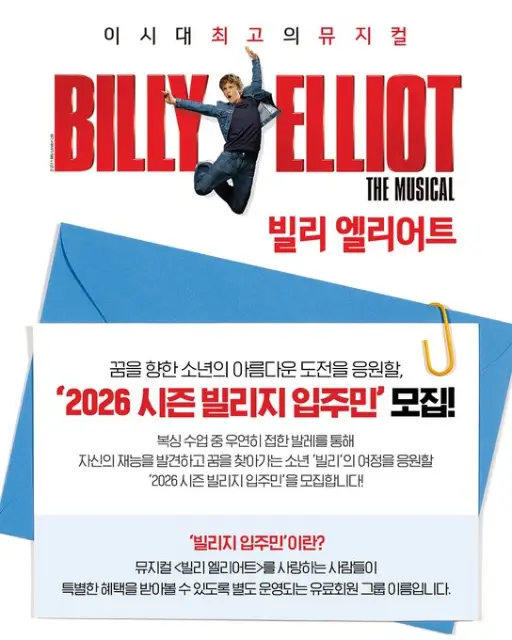 이 시대 최고의 뮤지컬
BILLY ELLIOT
THE MUSICAL
빌리 엘리어트
꿈을 향한 소년의 아름다운 도전을 응원할,
‘2026 시즌 빌리지 입주민’ 모집!
복싱 수업 중 우연히 접한 발레를 통해
자신의 재능을 발견하고 꿈을 찾아가는 소년 ‘빌리’의 여정을 응원할
‘2026 시즌 빌리지 입주민’을 모집합니다!
‘빌리지 입주민’이란?
뮤지컬 <빌리 엘리어트>를 사랑하는 사람들이
특별한 혜택을 받아볼 수 있도록 별도 운영되는 유료회원 그룹 이름입니다.